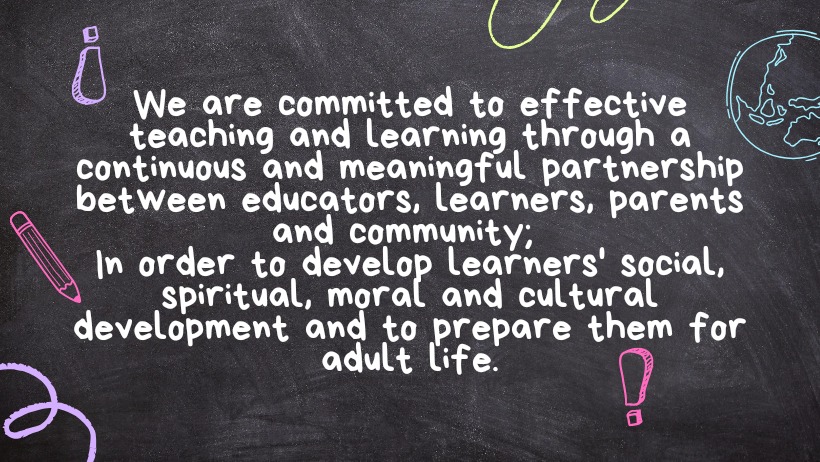 We are committed to effective
teaching and learning through a
continuous and meaningful partnership
between educators, learners, parents
and community;
In order to develop learners' social,
spiritual, moral and cultural
development and to prepare them for
adult life.